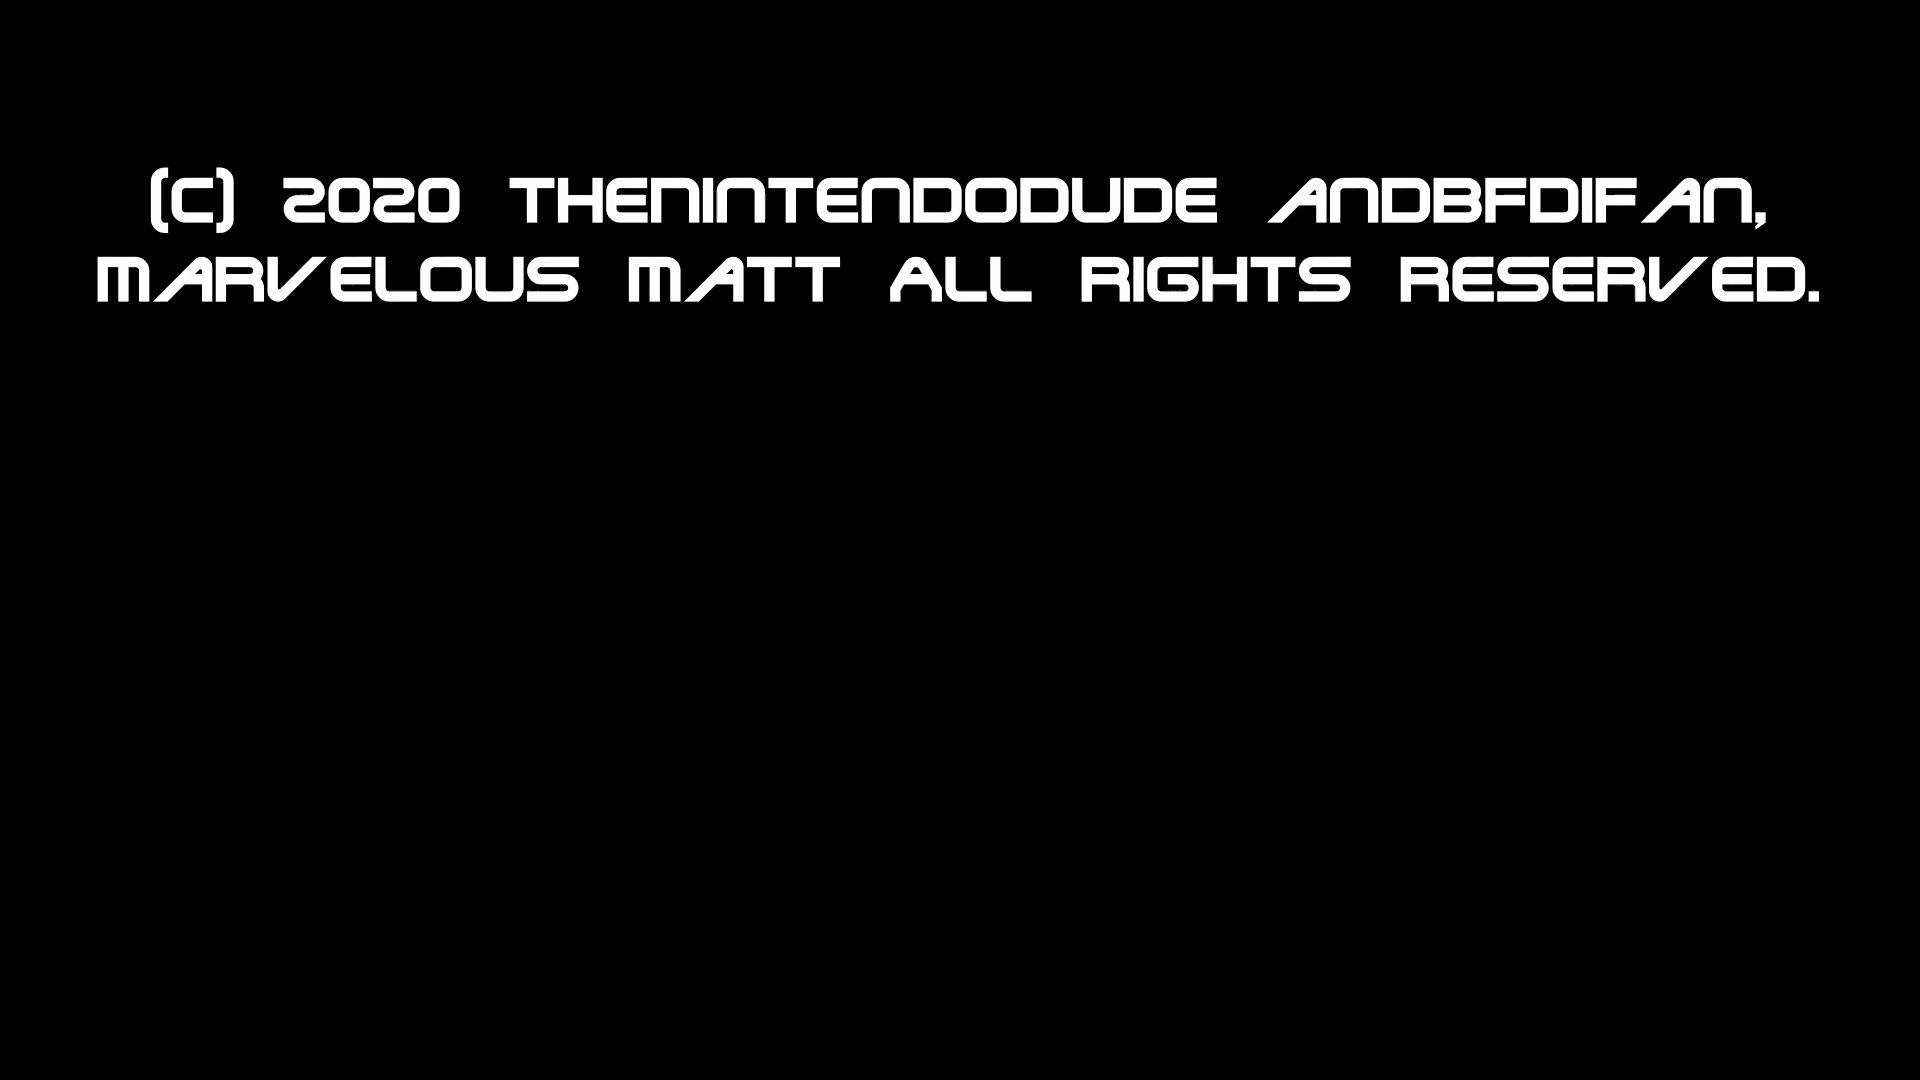 (C) 2020 THENINTENDODUDE ANDBFDIFAN,
MARVELOUS MATT ALL RIGHTS RESERVED.